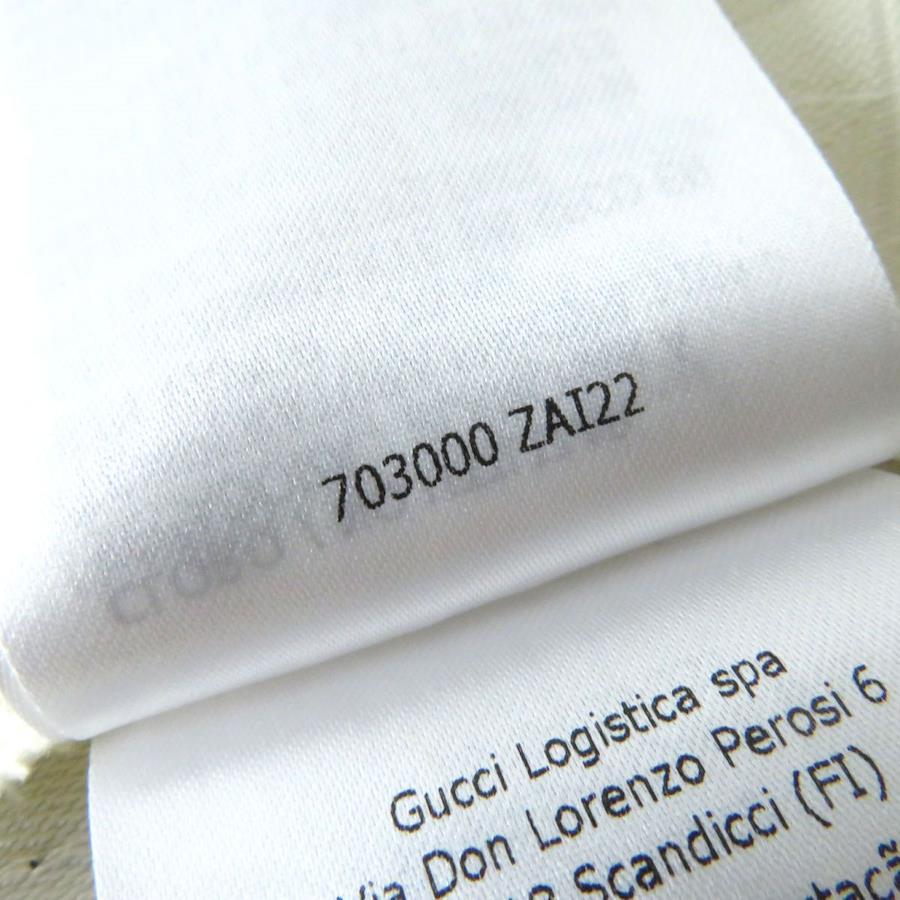 703000 ZAI22
Gucci Logistica spa
Via Don Lorenzo Perosi 6
Scandicci (FI)